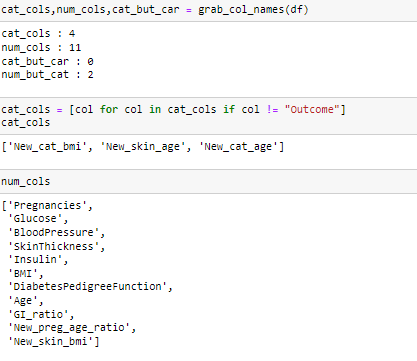 cat_cols,num_cols,cat_but_car = grab_col_names(df)
cat_cols : 4
num_cols : 11
cat_but_car : 0
num_but_cat : 2
cat_cols = [col for col in cat_cols if col != "Outcome"]
cat_cols
['New_cat_bmi', 'New_skin_age', 'New_cat_age']
num_cols
['Pregnancies',
 'Glucose',
 'BloodPressure',
 'SkinThickness',
 'Insulin',
 'BMI',
 'DiabetesPedigreeFunction',
 'Age',
 'GI_ratio',
 'New_preg_age_ratio',
 'New_skin_bmi']